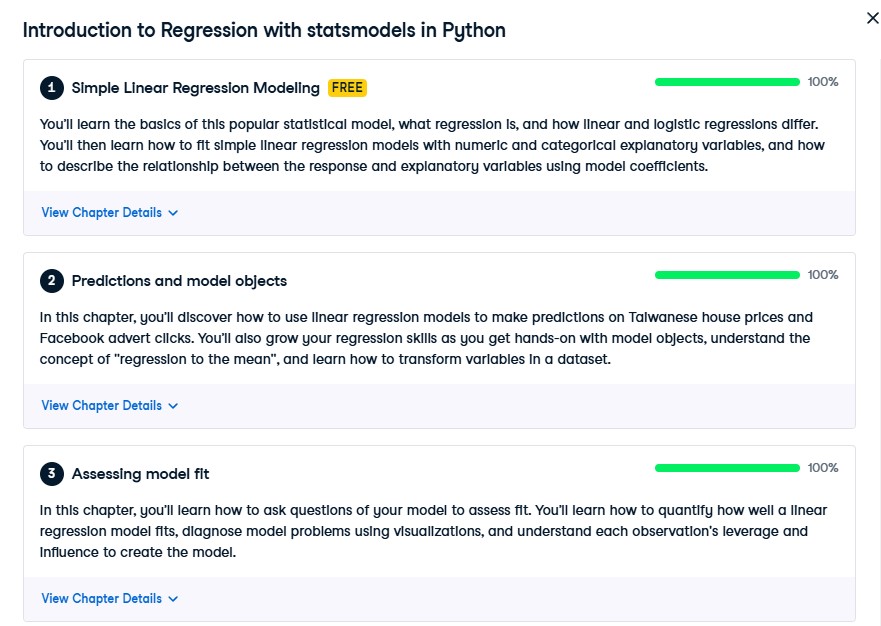 Introduction to Regression with statsmodels in Python
1 Simple Linear Regression Modeling FREE 100%
You'll learn the basics of this popular statistical model, what regression is, and how linear and logistic regressions differ.
You'll then learn how to fit simple linear regression models with numeric and categorical explanatory variables, and how
to describe the relationship between the response and explanatory variables using model coefficients.
View Chapter Details
2 Predictions and model objects 100%
In this chapter, you'll discover how to use linear regression models to make predictions on Taiwanese house prices and
Facebook advert clicks. You'll also grow your regression skills as you get hands-on with model objects, understand the
concept of "regression to the mean", and learn how to transform variables in a dataset.
View Chapter Details
3 Assessing model fit 100%
In this chapter, you'll learn how to ask questions of your model to assess fit. You'll learn how to quantify how well a linear
regression model fits, diagnose model problems using visualizations, and understand each observation's leverage and
influence to create the model.
View Chapter Details